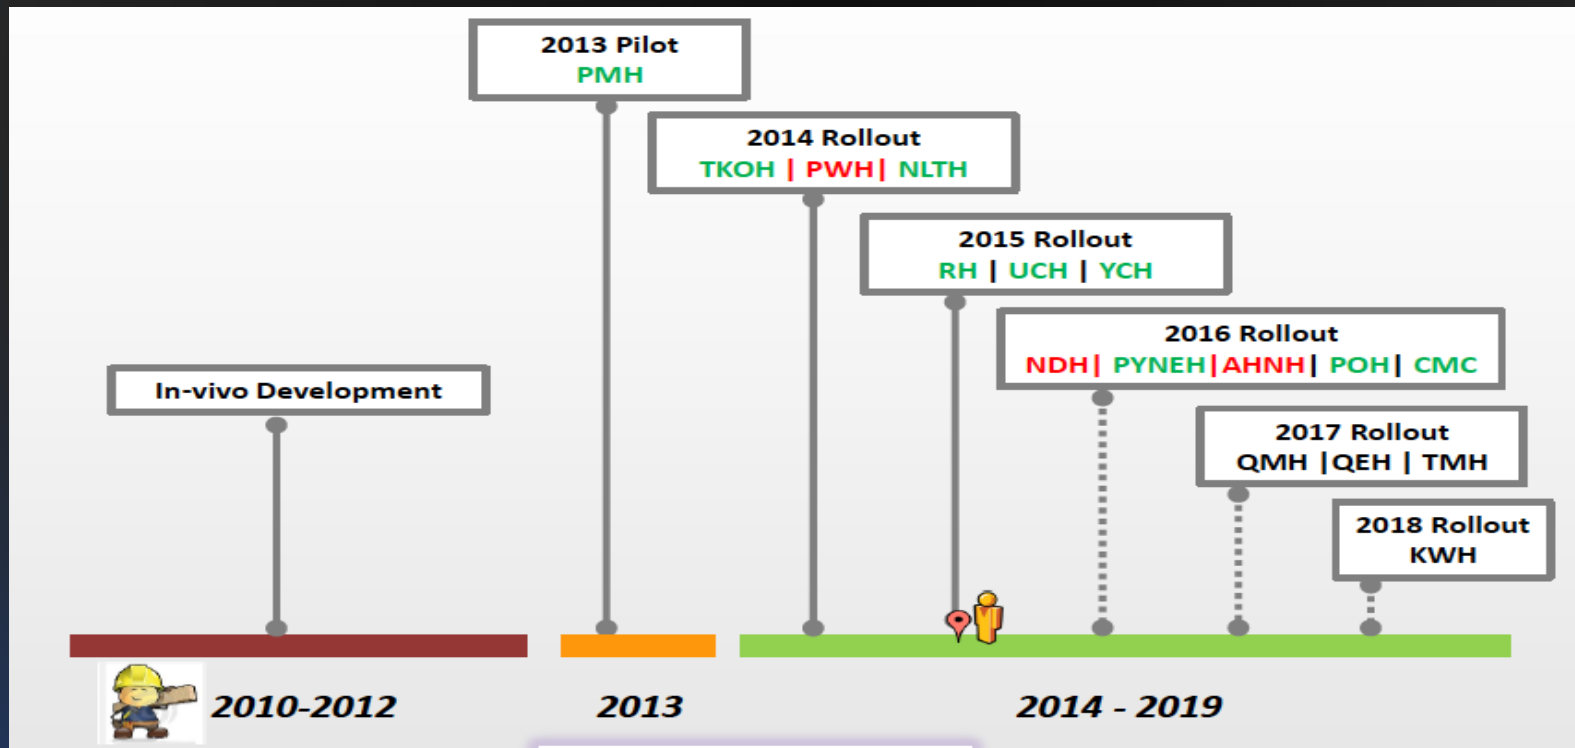 2013 Pilot
PMH
2014 Rollout
TKOH | PWH| NLTH
2015 Rollout
RH | UCH | YCH
2016 Rollout
NDH| PYNEH|AHNH| POH| CMC
In-vivo Development
2017 Rollout
QMH |QEH | TMH
2018 Rollout
KWH
2010-2012
2013
2014 - 2019